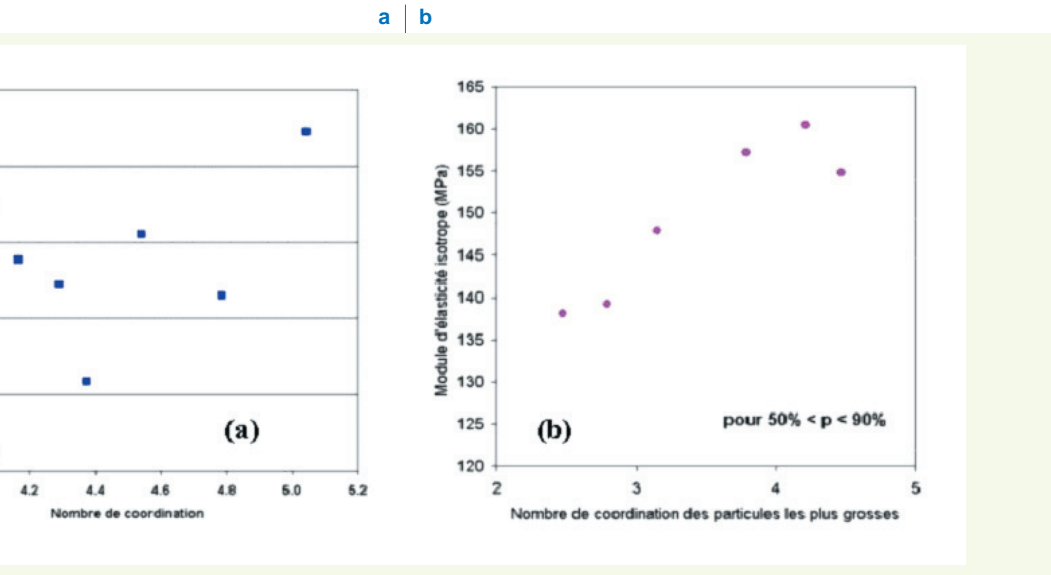 a | b
(a)
4.2 4.4 4.6 4.8 5.0 5.2
Nombre de coordination
Module d'élasticité isotrope (MPa)
165
160
155
150
145
140
135
130
125
120
(b)
pour 50% < p < 90%
2 3 4 5
Nombre de coordination des particules les plus grosses